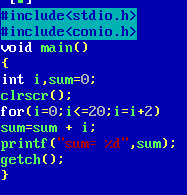 #include<stdio.h>
#include<conio.h>
void main()
{
int i,sum=0;
clrscr();
for(i=0;i<=20;i=i+2)
sum=sum + i;
printf("sum= %d",sum);
getch();
}